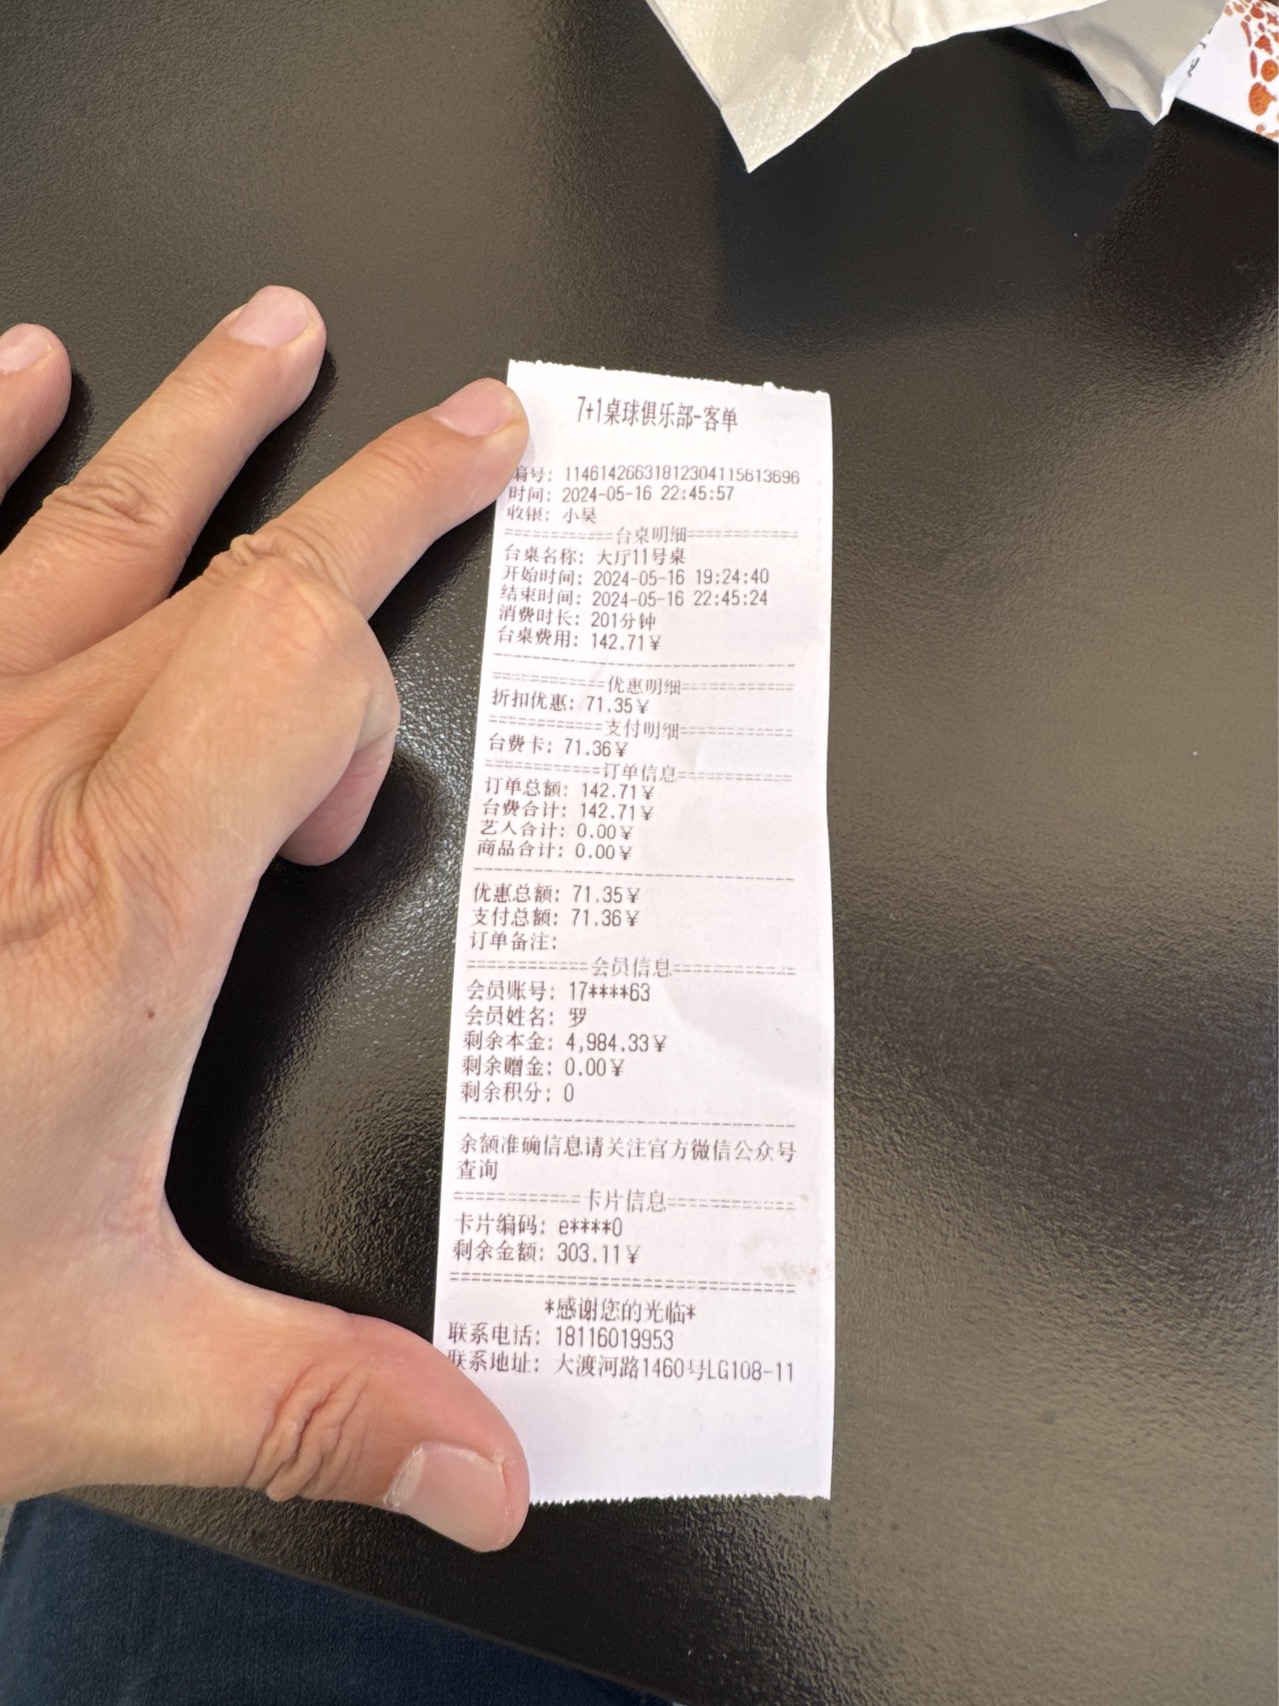 7+1桌球俱乐部-客单
编号: 11461426631812304115613696
时间: 2024-05-16 22:45:57
收银: 小吴
===========台桌明细===========
台桌名称: 大厅11号桌
开始时间: 2024-05-16 19:24:40
结束时间: 2024-05-16 22:45:24
消费时长: 201分钟
台桌费用: 142.71¥
------------------------------
===========优惠明细===========
折扣优惠: 71.35¥
===========支付明细===========
台费卡: 71.36¥
===========订单信息===========
订单总额: 142.71¥
台费合计: 142.71¥
艺人合计: 0.00¥
商品合计: 0.00¥
------------------------------
优惠总额: 71.35¥
支付总额: 71.36¥
订单备注:
===========会员信息===========
会员账号: 17****63
会员姓名: 罗
剩余本金: 4,984.33¥
剩余赠金: 0.00¥
剩余积分: 0
------------------------------
余额准确信息请关注官方微信公众号
查询
===========卡片信息===========
卡片编码: e****0
剩余金额: 303.11¥
==============================
*感谢您的光临*
联系电话: 18116019953
联系地址: 大渡河路1460号LG108-11